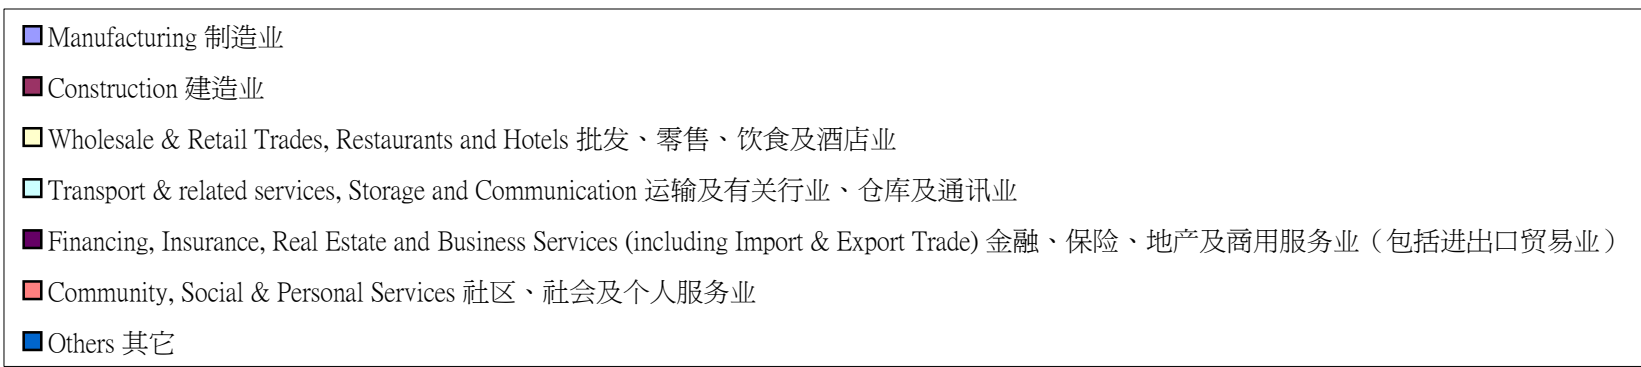 Manufacturing 制造业
Construction 建造业
Wholesale & Retail Trades, Restaurants and Hotels 批发、零售、饮食及酒店业
Transport & related services, Storage and Communication 运输及有关行业、仓库及通讯业
Financing, Insurance, Real Estate and Business Services (including Import & Export Trade) 金融、保险、地产及商用服务业（包括进出口贸易业）
Community, Social & Personal Services 社区、社会及个人服务业
Others 其它